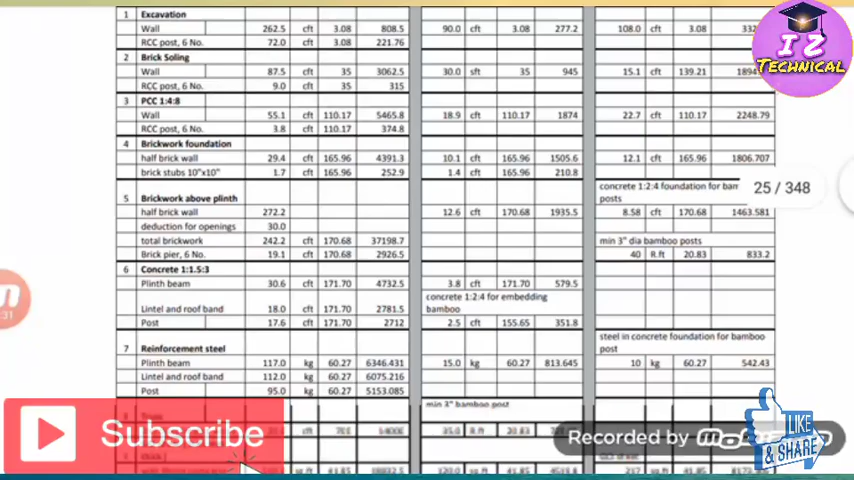 1 Excavation
Wall 262.5 cft 3.08 808.5 90.0 cft 3.08 277.2 108.0 cft 3.08
RCC post, 6 No. 72.0 cft 3.08 221.76
2 Brick Soling
Wall 87.5 cft 35 3062.5 30.0 sft 35 945 15.1 cft 139.21
RCC post, 6 No. 9.0 cft 35 315
3 PCC 1:4:8
Wall 55.1 cft 110.17 5465.8 18.9 cft 110.17 1874 22.7 cft 110.17 2248.79
RCC post, 6 No. 3.8 cft 110.17 374.8
4 Brickwork foundation
half brick wall 29.4 cft 165.96 4391.3 10.1 cft 165.96 1505.6 12.1 cft 165.96 1806.707
brick stubs 10"x10" 1.7 cft 165.96 252.9 1.4 cft 165.96 210.8
concrete 1:2:4 foundation for bam
5 Brickwork above plinth posts
half brick wall 272.2 12.6 cft 170.68 1935.5 8.58 cft 170.68 1463.581
deduction for openings 30.0
total brickwork 242.2 cft 170.68 37198.7 min 3" dia bamboo posts
Brick pier, 6 No. 19.1 cft 170.68 2926.5 40 R.ft 20.83 833.2
6 Concrete 1:1.5:3
Plinth beam 30.6 cft 171.70 4732.5 3.8 cft 171.70 579.5
concrete 1:2:4 for embedding
Lintel and roof band 18.0 cft 171.70 2781.5 bamboo
Post 17.6 cft 171.70 2712 2.5 cft 155.65 351.8
steel in concrete foundation for bamboo
7 Reinforcement steel post
Plinth beam 117.0 kg 60.27 6346.431 15.0 kg 60.27 813.645 10 kg 60.27 542.43
Lintel and roof band 112.0 kg 60.27 6075.216
Post 95.0 kg 60.27 5153.085
min 3" bamboo post
35.0 R.ft 20.83
I Z
TECHNICAL
25 / 348
:31
Subscribe
Recorded by
LIKE
& SHARE